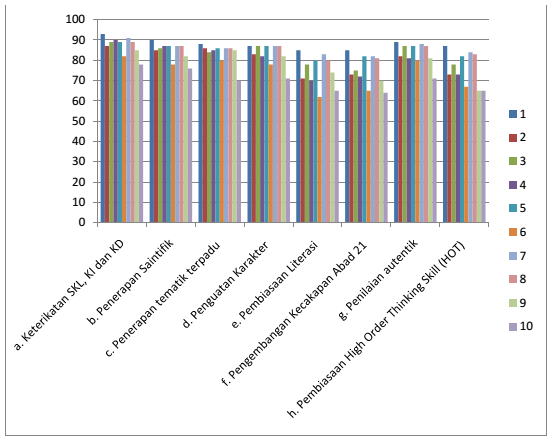 100
90
80
70
60
50
40
30
20
10
0
a. Keterikatan SKL, KI dan KD
b. Penerapan Saintifik
c. Penerapan tematik terpadu
d. Penguatan Karakter
e. Pembiasaan Literasi
f. Pengembangan Kecakapan Abad 21
g. Penilaian autentik
h. Pembiasaan High Order Thinking Skill (HOT)
1
2
3
4
5
6
7
8
9
10